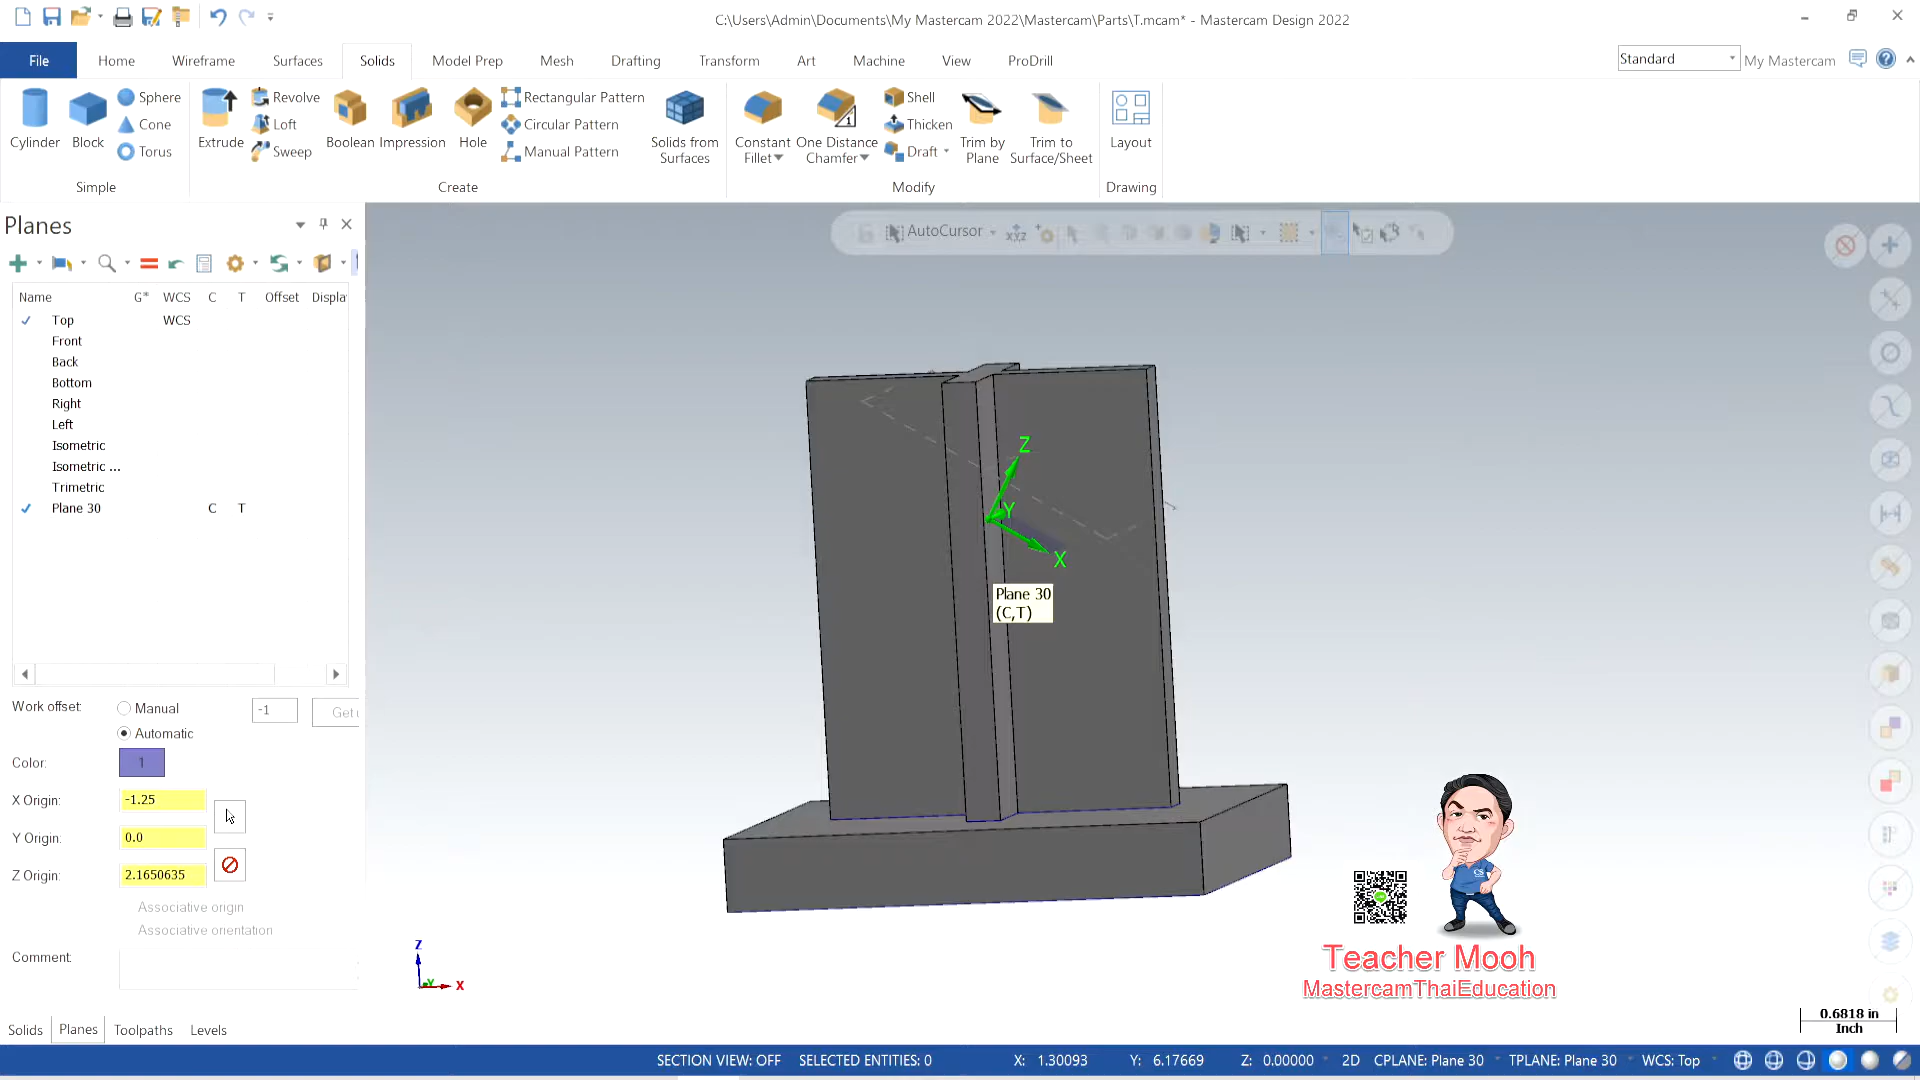 C:\Users\Admin\Documents\My Mastercam 2022\Mastercam\Parts\T.mcam* - Mastercam Design 2022
File Home Wireframe Surfaces Solids Model Prep Mesh Drafting Transform Art Machine View ProDrill
Standard My Mastercam
Cylinder Block Sphere Cone Torus
Simple
Extrude Revolve Loft Sweep Boolean Impression Hole Rectangular Pattern Circular Pattern Manual Pattern Solids from Surfaces
Create
Constant Fillet One Distance Chamfer Shell Thicken Draft Trim by Plane Trim to Surface/Sheet
Modify
Layout
Drawing
Planes
AutoCursor
Name G* WCS C T Offset Displa
Top WCS
Front
Back
Bottom
Right
Left
Isometric
Isometric ...
Trimetric
Plane 30 C T
Work offset: Manual -1 Get u
Automatic
Color: 1
X Origin: -1.25
Y Origin: 0.0
Z Origin: 2.1650635
Associative origin
Associative orientation
Comment:
Z
Y
X
Plane 30
(C,T)
Z
Y
X
Teacher Mooh
MastercamThaiEducation
0.6818 in
Inch
Solids Planes Toolpaths Levels
SECTION VIEW: OFF SELECTED ENTITIES: 0 X: 1.30093 Y: 6.17669 Z: 0.00000 2D CPLANE: Plane 30 TPLANE: Plane 30 WCS: Top